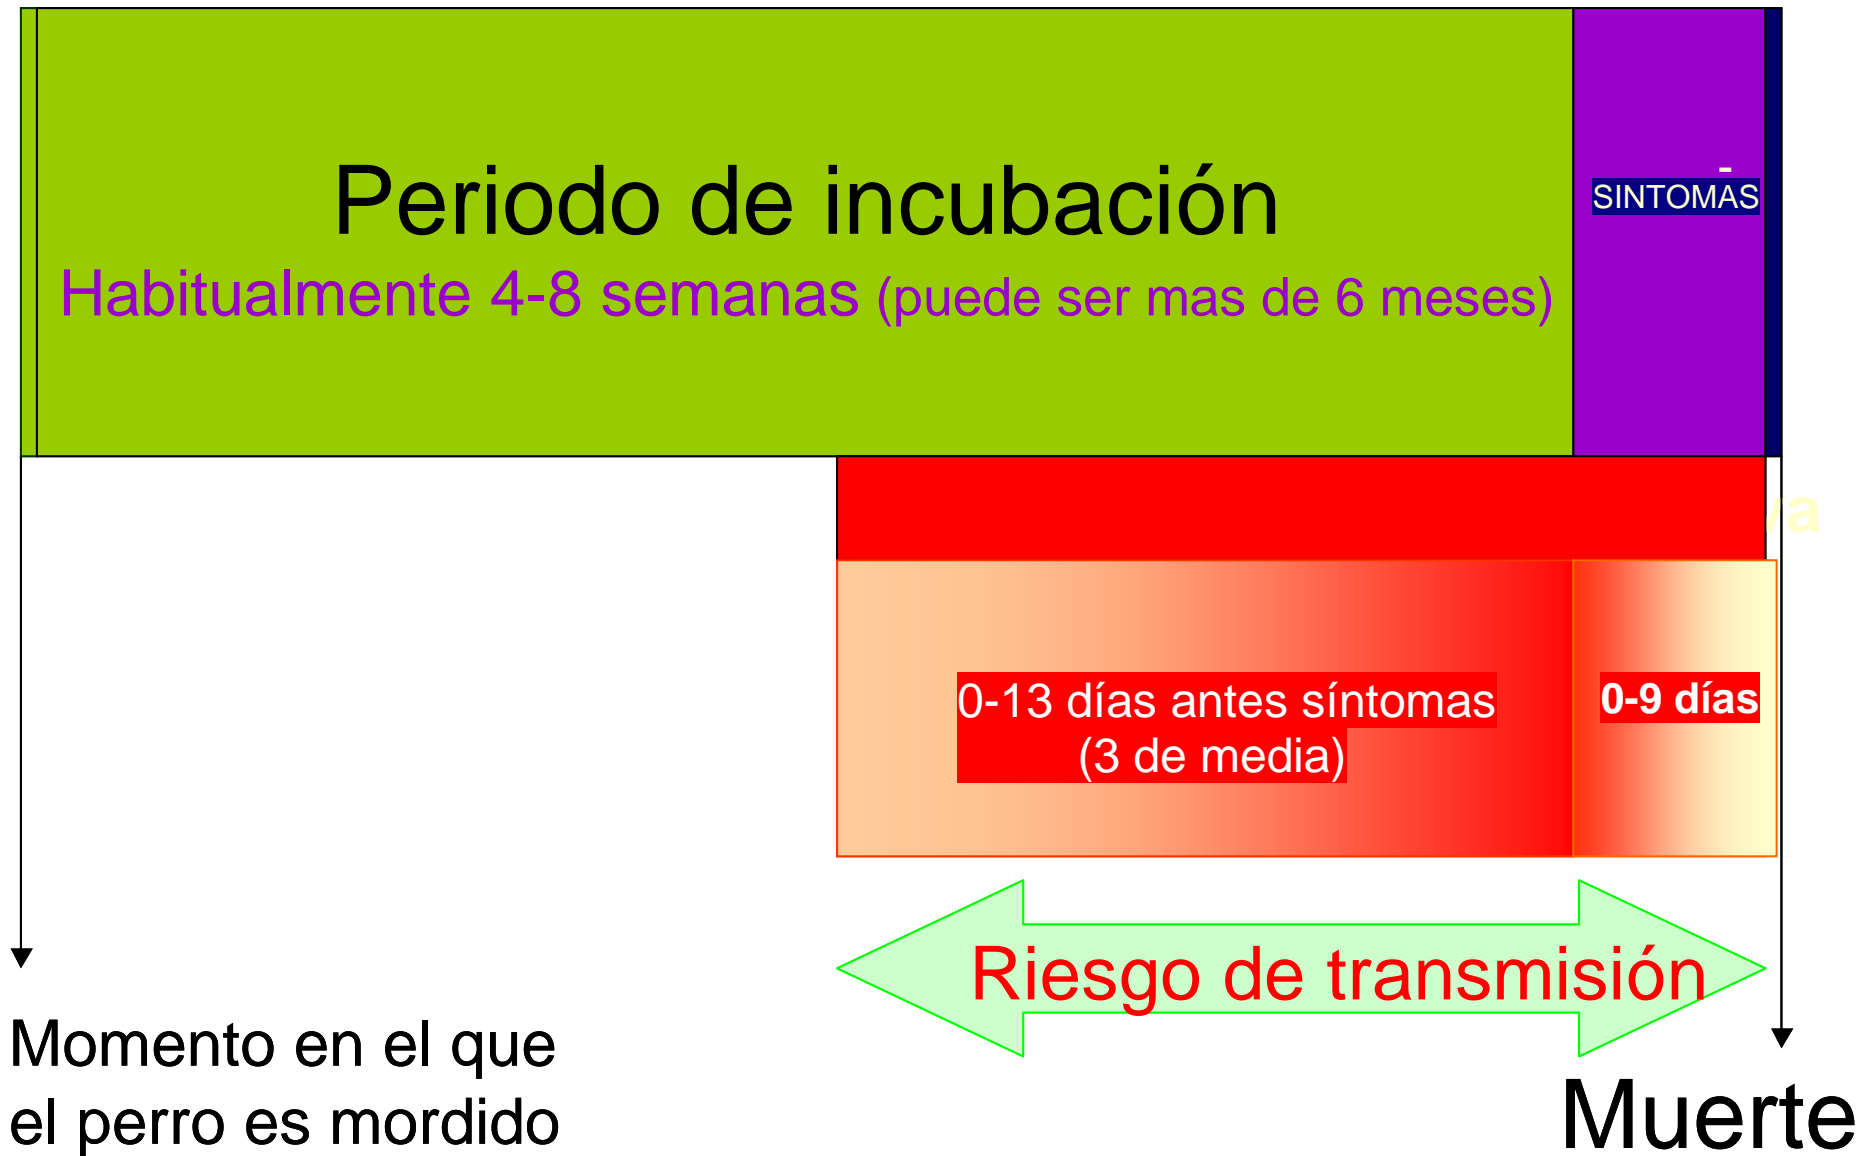 Periodo de incubación
Habitualmente 4-8 semanas (puede ser mas de 6 meses)
-
SINTOMAS
va
0-13 días antes síntomas
(3 de media)
0-9 días
Riesgo de transmisión
Momento en el que
el perro es mordido
Muerte